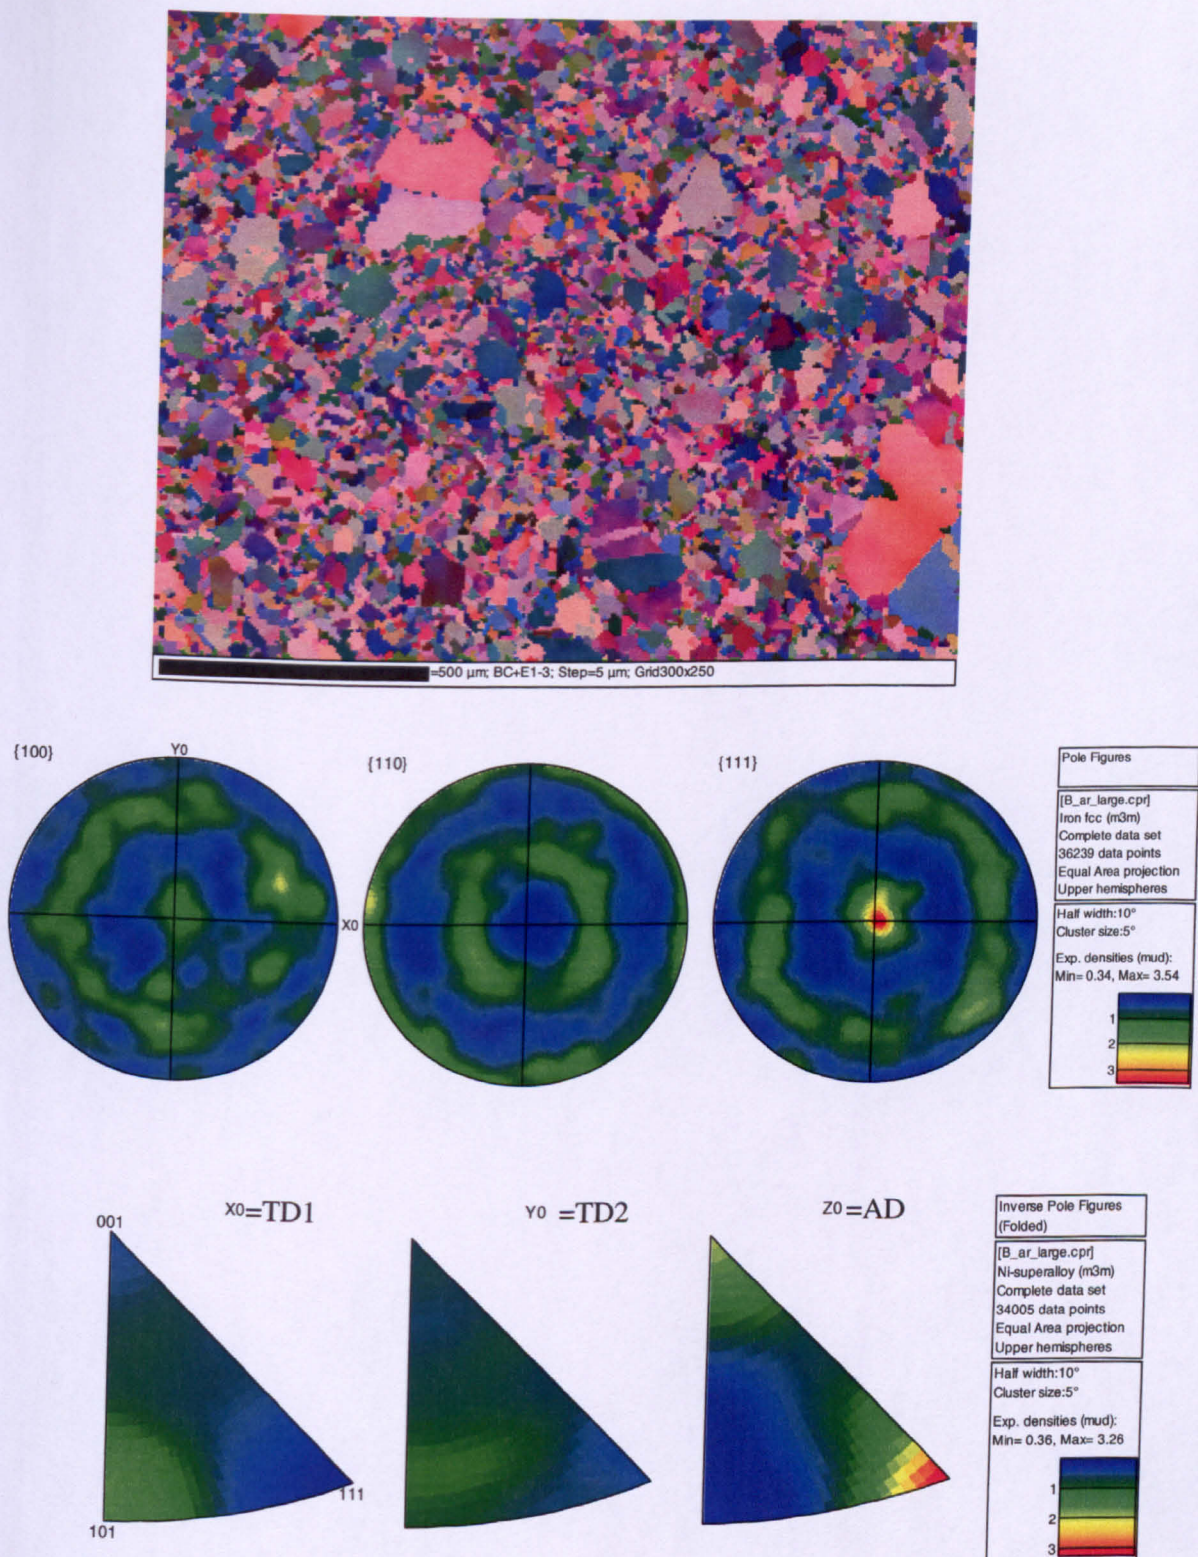 =500 µm; BC+E1-3; Step=5 µm; Grid300x250
{100}
Y0
X0
{110}
{111}
Pole Figures
[B_ar_large.cpr]
Iron fcc (m3m)
Complete data set
36239 data points
Equal Area projection
Upper hemispheres
Half width:10°
Cluster size:5°
Exp. densities (mud):
Min= 0.34, Max= 3.54
1
2
3
X0=TD1
Y0 =TD2
Z0=AD
001
111
101
Inverse Pole Figures
(Folded)
[B_ar_large.cpr]
Ni-superalloy (m3m)
Complete data set
34005 data points
Equal Area projection
Upper hemispheres
Half width:10°
Cluster size:5°
Exp. densities (mud):
Min= 0.36, Max= 3.26
1
2
3